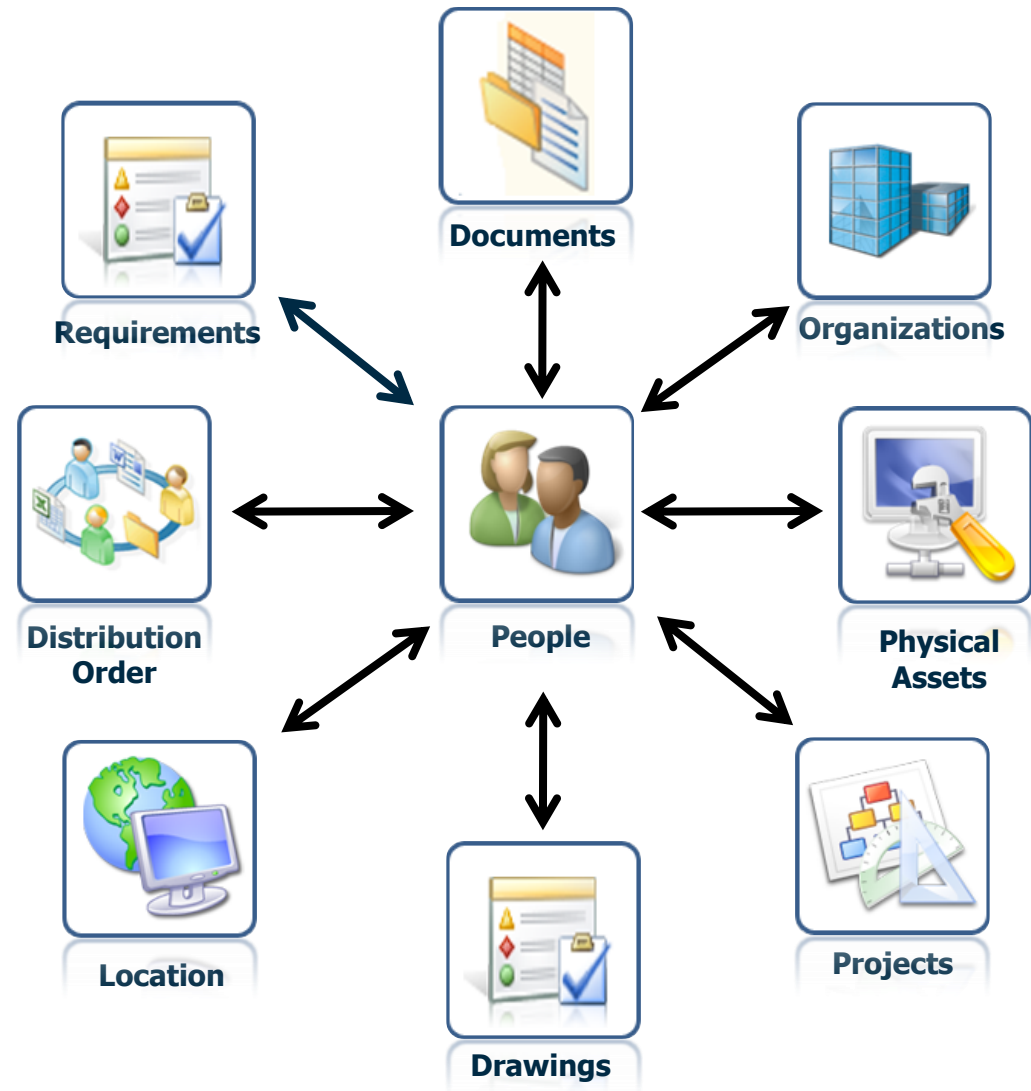 Documents
Requirements
Organizations
Distribution
Order
People
Physical
Assets
Location
Projects
Drawings